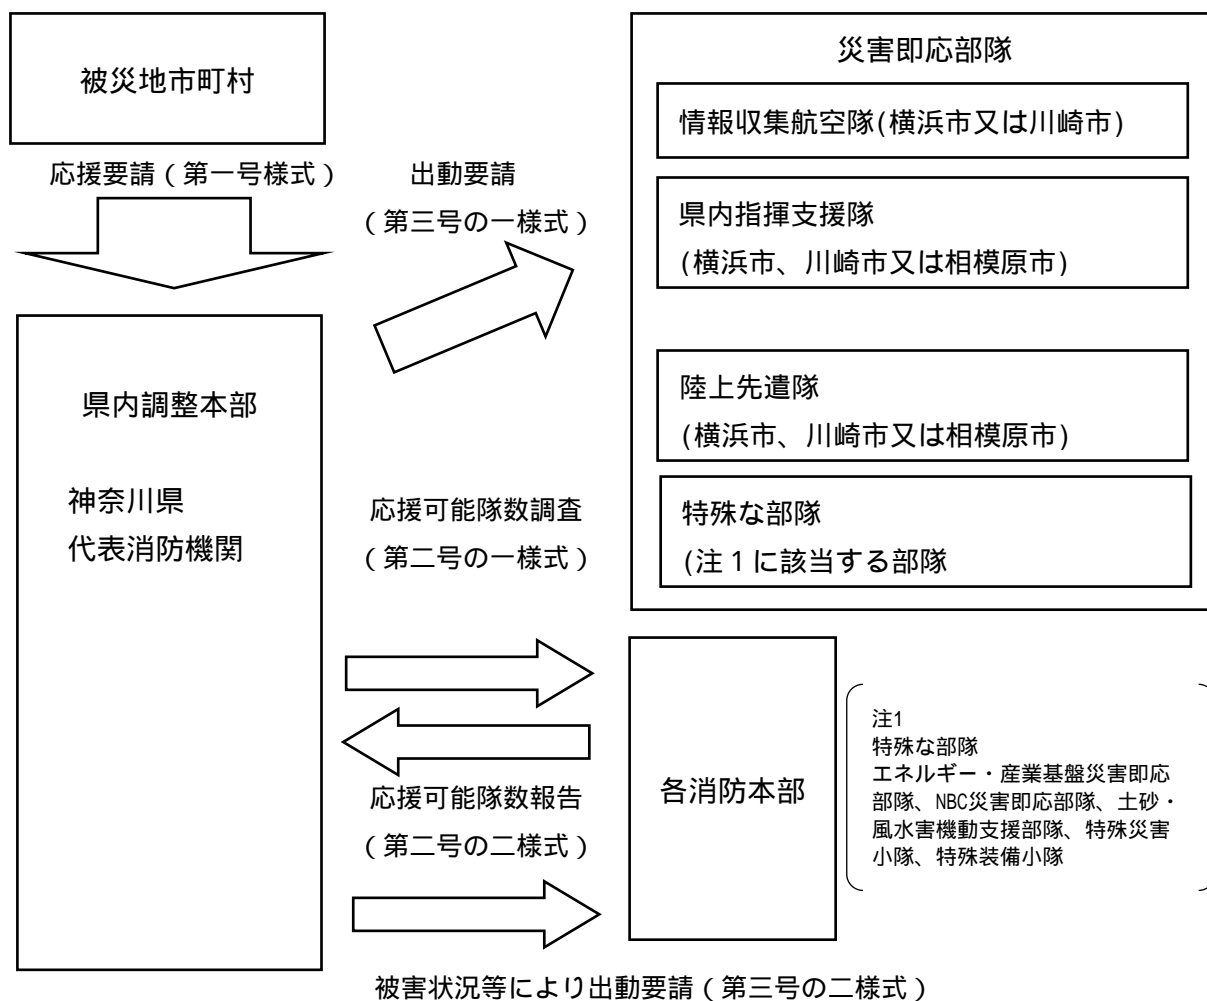 被災地市町村
応援要請（第一号様式）
出動要請
（第三号の一様式）
災害即応部隊
情報収集航空隊(横浜市又は川崎市)
県内指揮支援隊
(横浜市、川崎市又は相模原市)
陸上先遣隊
(横浜市、川崎市又は相模原市)
特殊な部隊
(注１に該当する部隊
県内調整本部
神奈川県
代表消防機関
応援可能隊数調査
（第二号の一様式）
応援可能隊数報告
（第二号の二様式）
各消防本部
注1
特殊な部隊
エネルギー・産業基盤災害即応
部隊、NBC災害即応部隊、土砂・
風水害機動支援部隊、特殊災害
小隊、特殊装備小隊
被害状況等により出動要請（第三号の二様式）